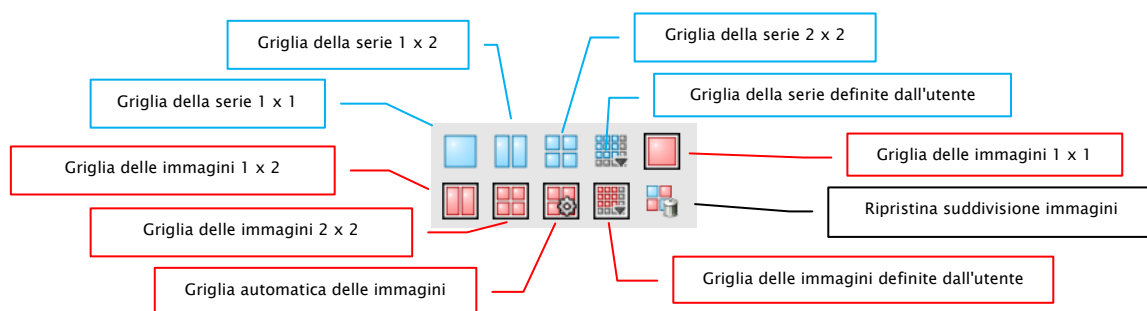 Griglia della serie 1 x 2
Griglia della serie 2 x 2
Griglia della serie 1 x 1
Griglia della serie definite dall'utente
Griglia delle immagini 1 x 2
Griglia delle immagini 1 x 1
Griglia delle immagini 2 x 2
Ripristina suddivisione immagini
Griglia automatica delle immagini
Griglia delle immagini definite dall'utente